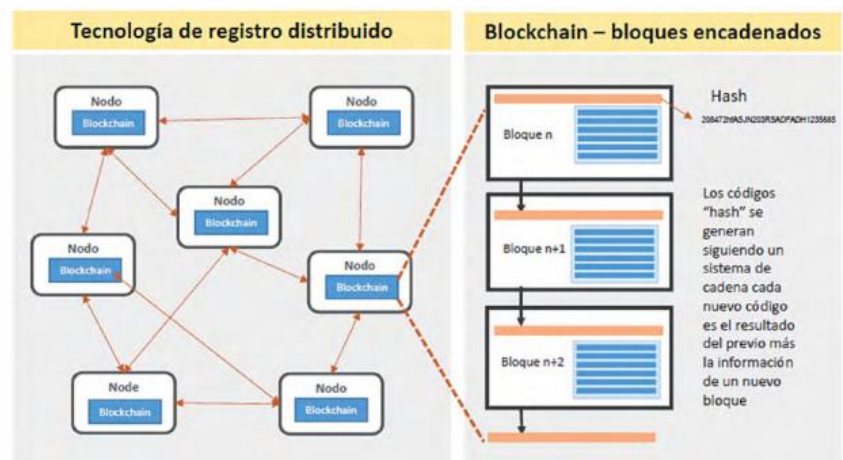 Tecnología de registro distribuido
Nodo
Blockchain
Nodo
Blockchain
Nodo
Blockchain
Nodo
Blockchain
Nodo
Blockchain
Node
Blockchain
Nodo
Blockchain
Blockchain – bloques encadenados
Hash
Bloque n
Bloque n+1
Bloque n+2
Los códigos
“hash” se
generan
siguiendo un
sistema de
cadena cada
nuevo código
es el resultado
del previo más
la información
de un nuevo
bloque